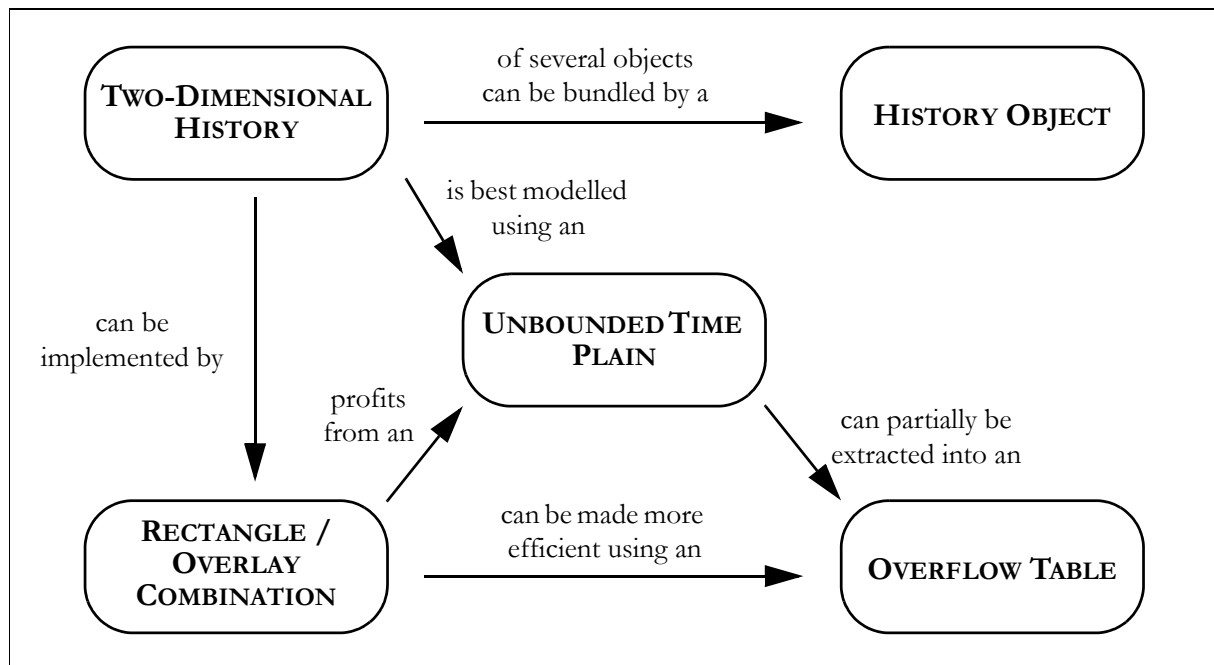 TWO-DIMENSIONAL
HISTORY
of several objects
can be bundled by a
HISTORY OBJECT
is best modelled
using an
UNBOUNDED TIME
PLAIN
can be
implemented by
profits
from an
can partially be
extracted into an
RECTANGLE /
OVERLAY
COMBINATION
can be made more
efficient using an
OVERFLOW TABLE